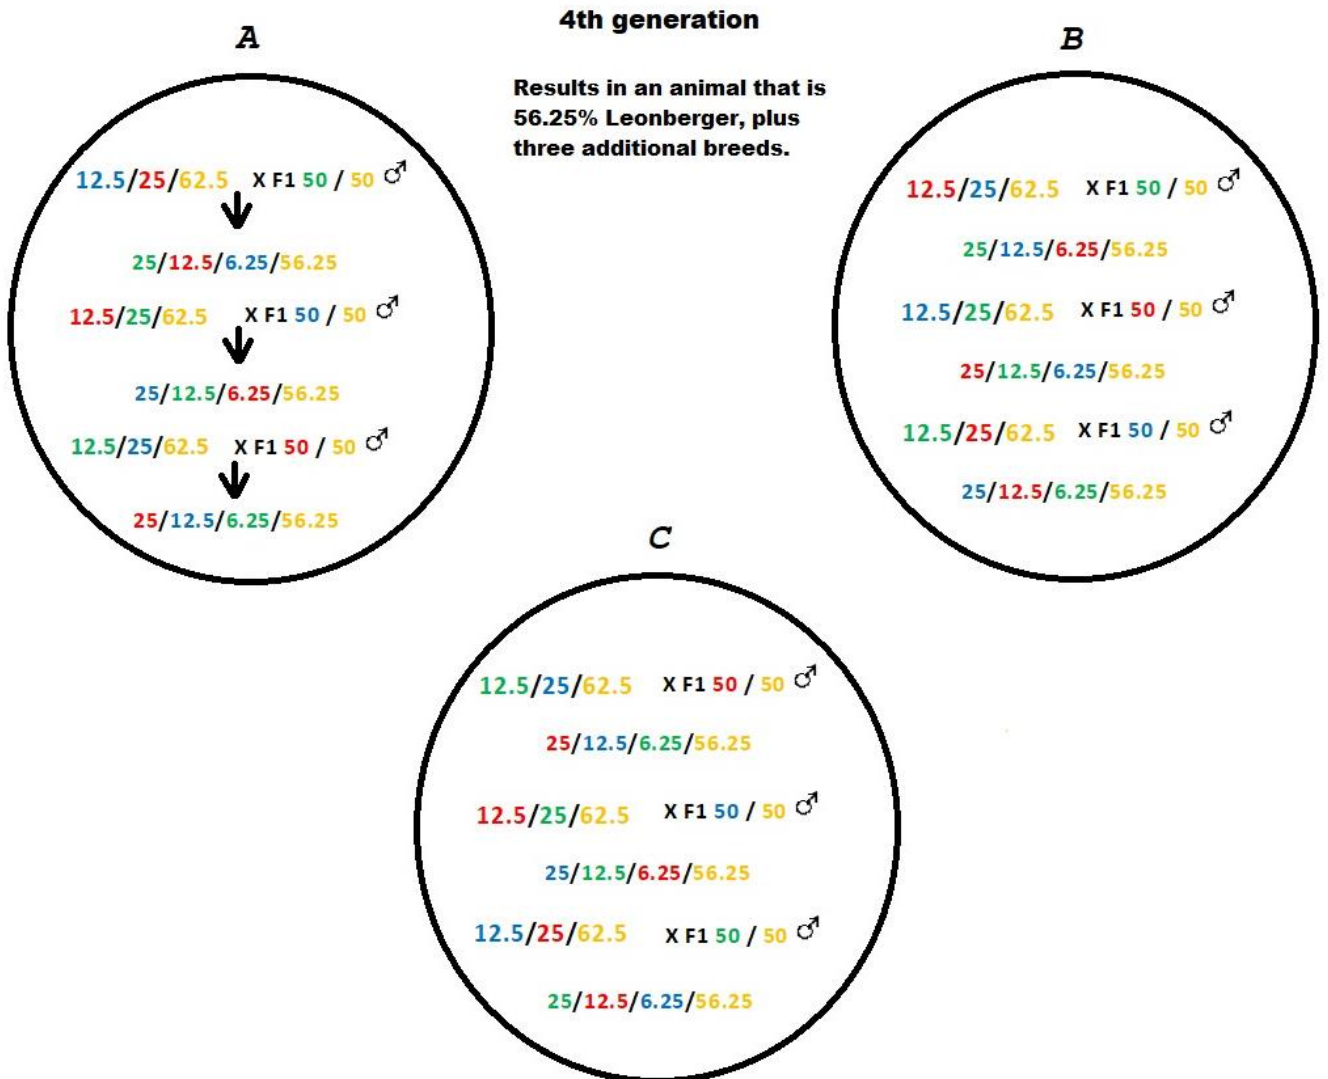 4th generation
Results in an animal that is
56.25% Leonberger, plus
three additional breeds.
A
12.5/25/62.5 X F1 50 / 50 ♂
25/12.5/6.25/56.25
12.5/25/62.5 X F1 50 / 50 ♂
25/12.5/6.25/56.25
12.5/25/62.5 X F1 50 / 50 ♂
25/12.5/6.25/56.25
B
12.5/25/62.5 X F1 50 / 50 ♂
25/12.5/6.25/56.25
12.5/25/62.5 X F1 50 / 50 ♂
25/12.5/6.25/56.25
12.5/25/62.5 X F1 50 / 50 ♂
25/12.5/6.25/56.25
C
12.5/25/62.5 X F1 50 / 50 ♂
25/12.5/6.25/56.25
12.5/25/62.5 X F1 50 / 50 ♂
25/12.5/6.25/56.25
12.5/25/62.5 X F1 50 / 50 ♂
25/12.5/6.25/56.25